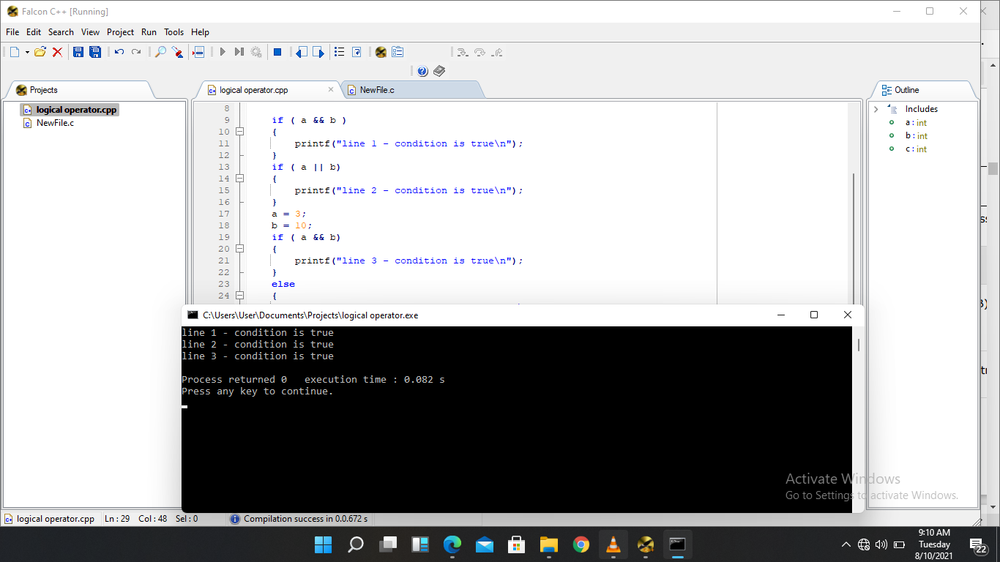 Falcon C++ [Running]
File Edit Search View Project Run Tools Help
Projects
logical operator.cpp
NewFile.c
logical operator.cpp
NewFile.c
8
9 if ( a && b )
10 {
11 printf("line 1 - condition is true\n");
12 }
13 if ( a || b)
14 {
15 printf("line 2 - condition is true\n");
16 }
17 a = 3;
18 b = 10;
19 if ( a && b)
20 {
21 printf("line 3 - condition is true\n");
22 }
23 else
24 {
Outline
Includes
a : int
b : int
c : int
C:\Users\User\Documents\Projects\logical operator.exe
line 1 - condition is true
line 2 - condition is true
line 3 - condition is true
Process returned 0 execution time : 0.082 s
Press any key to continue.
Activate Windows
Go to Settings to activate Windows.
logical operator.cpp Ln : 29 Col : 48 Sel : 0 Compilation success in 0.0.672 s
9:10 AM
Tuesday
8/10/2021
22